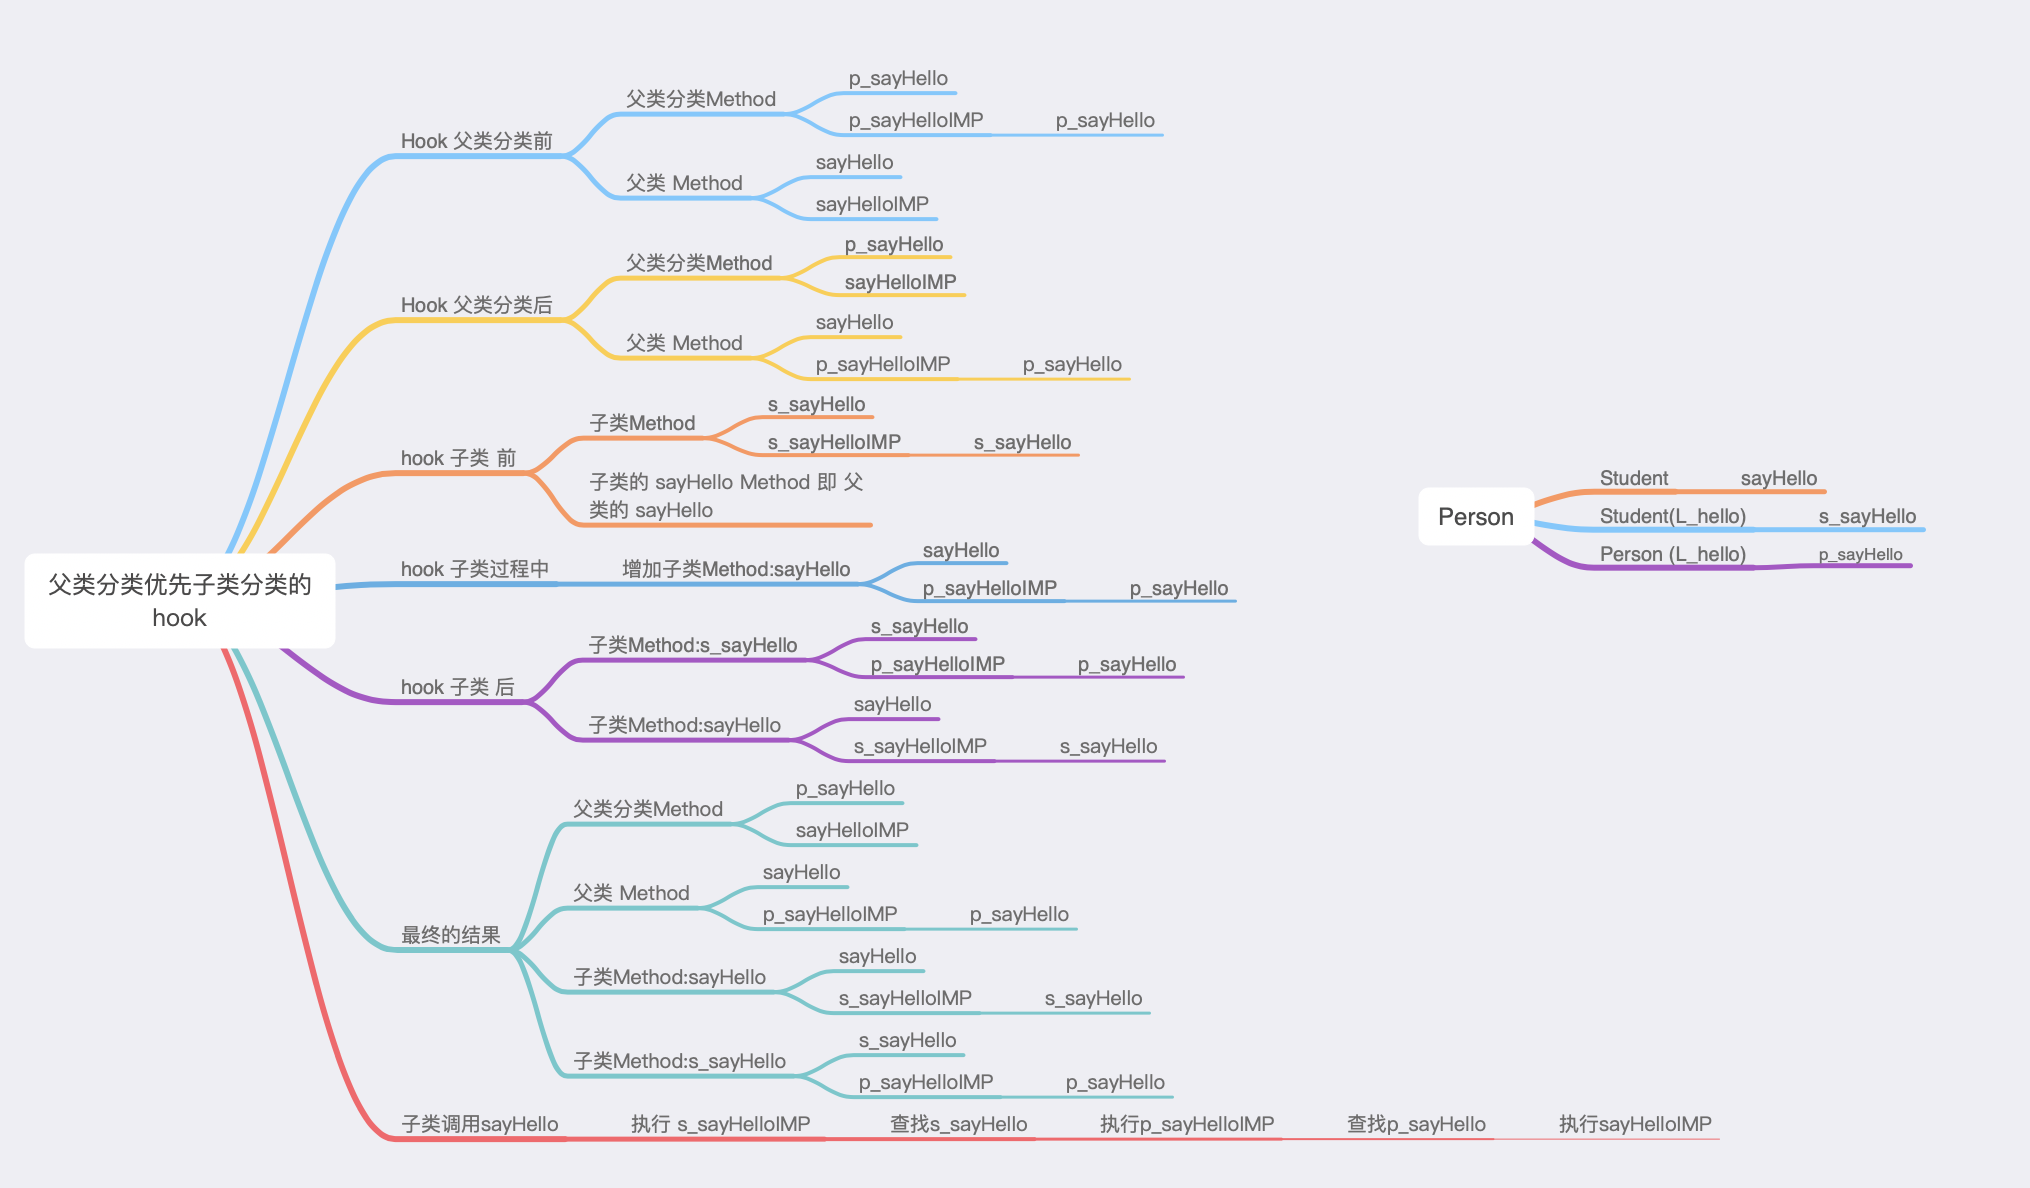 父类分类优先子类分类的
hook
Hook 父类分类前
父类分类Method
p_sayHello
p_sayHelloIMP
p_sayHello
父类 Method
sayHello
sayHelloIMP
Hook 父类分类后
父类分类Method
p_sayHello
sayHelloIMP
父类 Method
sayHello
p_sayHelloIMP
p_sayHello
hook 子类 前
子类Method
s_sayHello
s_sayHelloIMP
s_sayHello
子类的 sayHello Method 即 父
类的 sayHello
hook 子类过程中
增加子类Method:sayHello
sayHello
p_sayHelloIMP
p_sayHello
hook 子类 后
子类Method:s_sayHello
s_sayHello
p_sayHelloIMP
p_sayHello
子类Method:sayHello
sayHello
s_sayHelloIMP
s_sayHello
最终的结果
父类分类Method
p_sayHello
sayHelloIMP
父类 Method
sayHello
p_sayHelloIMP
p_sayHello
子类Method:sayHello
sayHello
s_sayHelloIMP
s_sayHello
子类Method:s_sayHello
s_sayHello
p_sayHelloIMP
p_sayHello
子类调用sayHello
执行 s_sayHelloIMP
查找s_sayHello
执行p_sayHelloIMP
查找p_sayHello
执行sayHelloIMP
Person
Student
sayHello
Student(L_hello)
s_sayHello
Person (L_hello)
p_sayHello